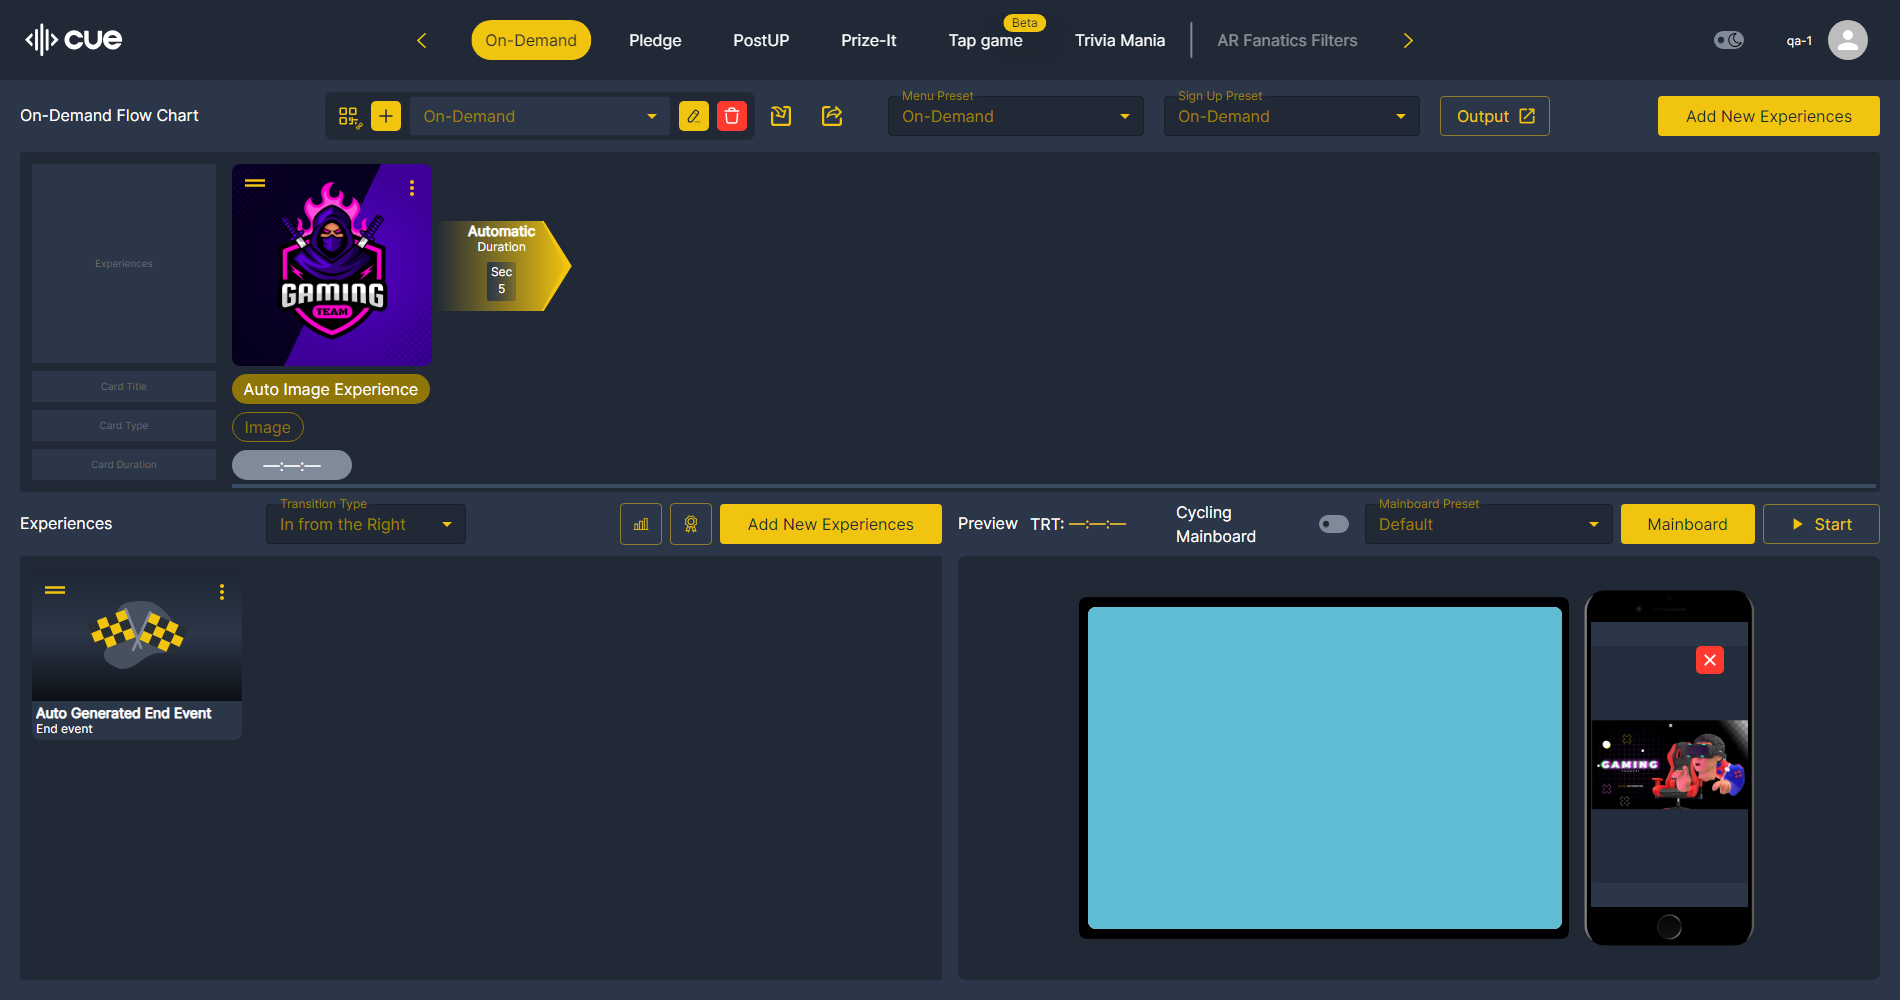 cue
On-Demand
Pledge
PostUP
Prize-It
Tap game
Beta
Trivia Mania
AR Fanatics Filters
qa-1
On-Demand Flow Chart
On-Demand
Menu Preset
On-Demand
Sign Up Preset
On-Demand
Output
Add New Experiences
Experiences
Card Title
Card Type
Card Duration
GAMING
TEAM
Automatic
Duration
Sec
5
Auto Image Experience
Image
—:—:—
Experiences
Transition Type
In from the Right
Add New Experiences
Preview
TRT: —:—:—
Cycling
Mainboard
Mainboard Preset
Default
Mainboard
Start
Auto Generated End Event
End event
GAMING